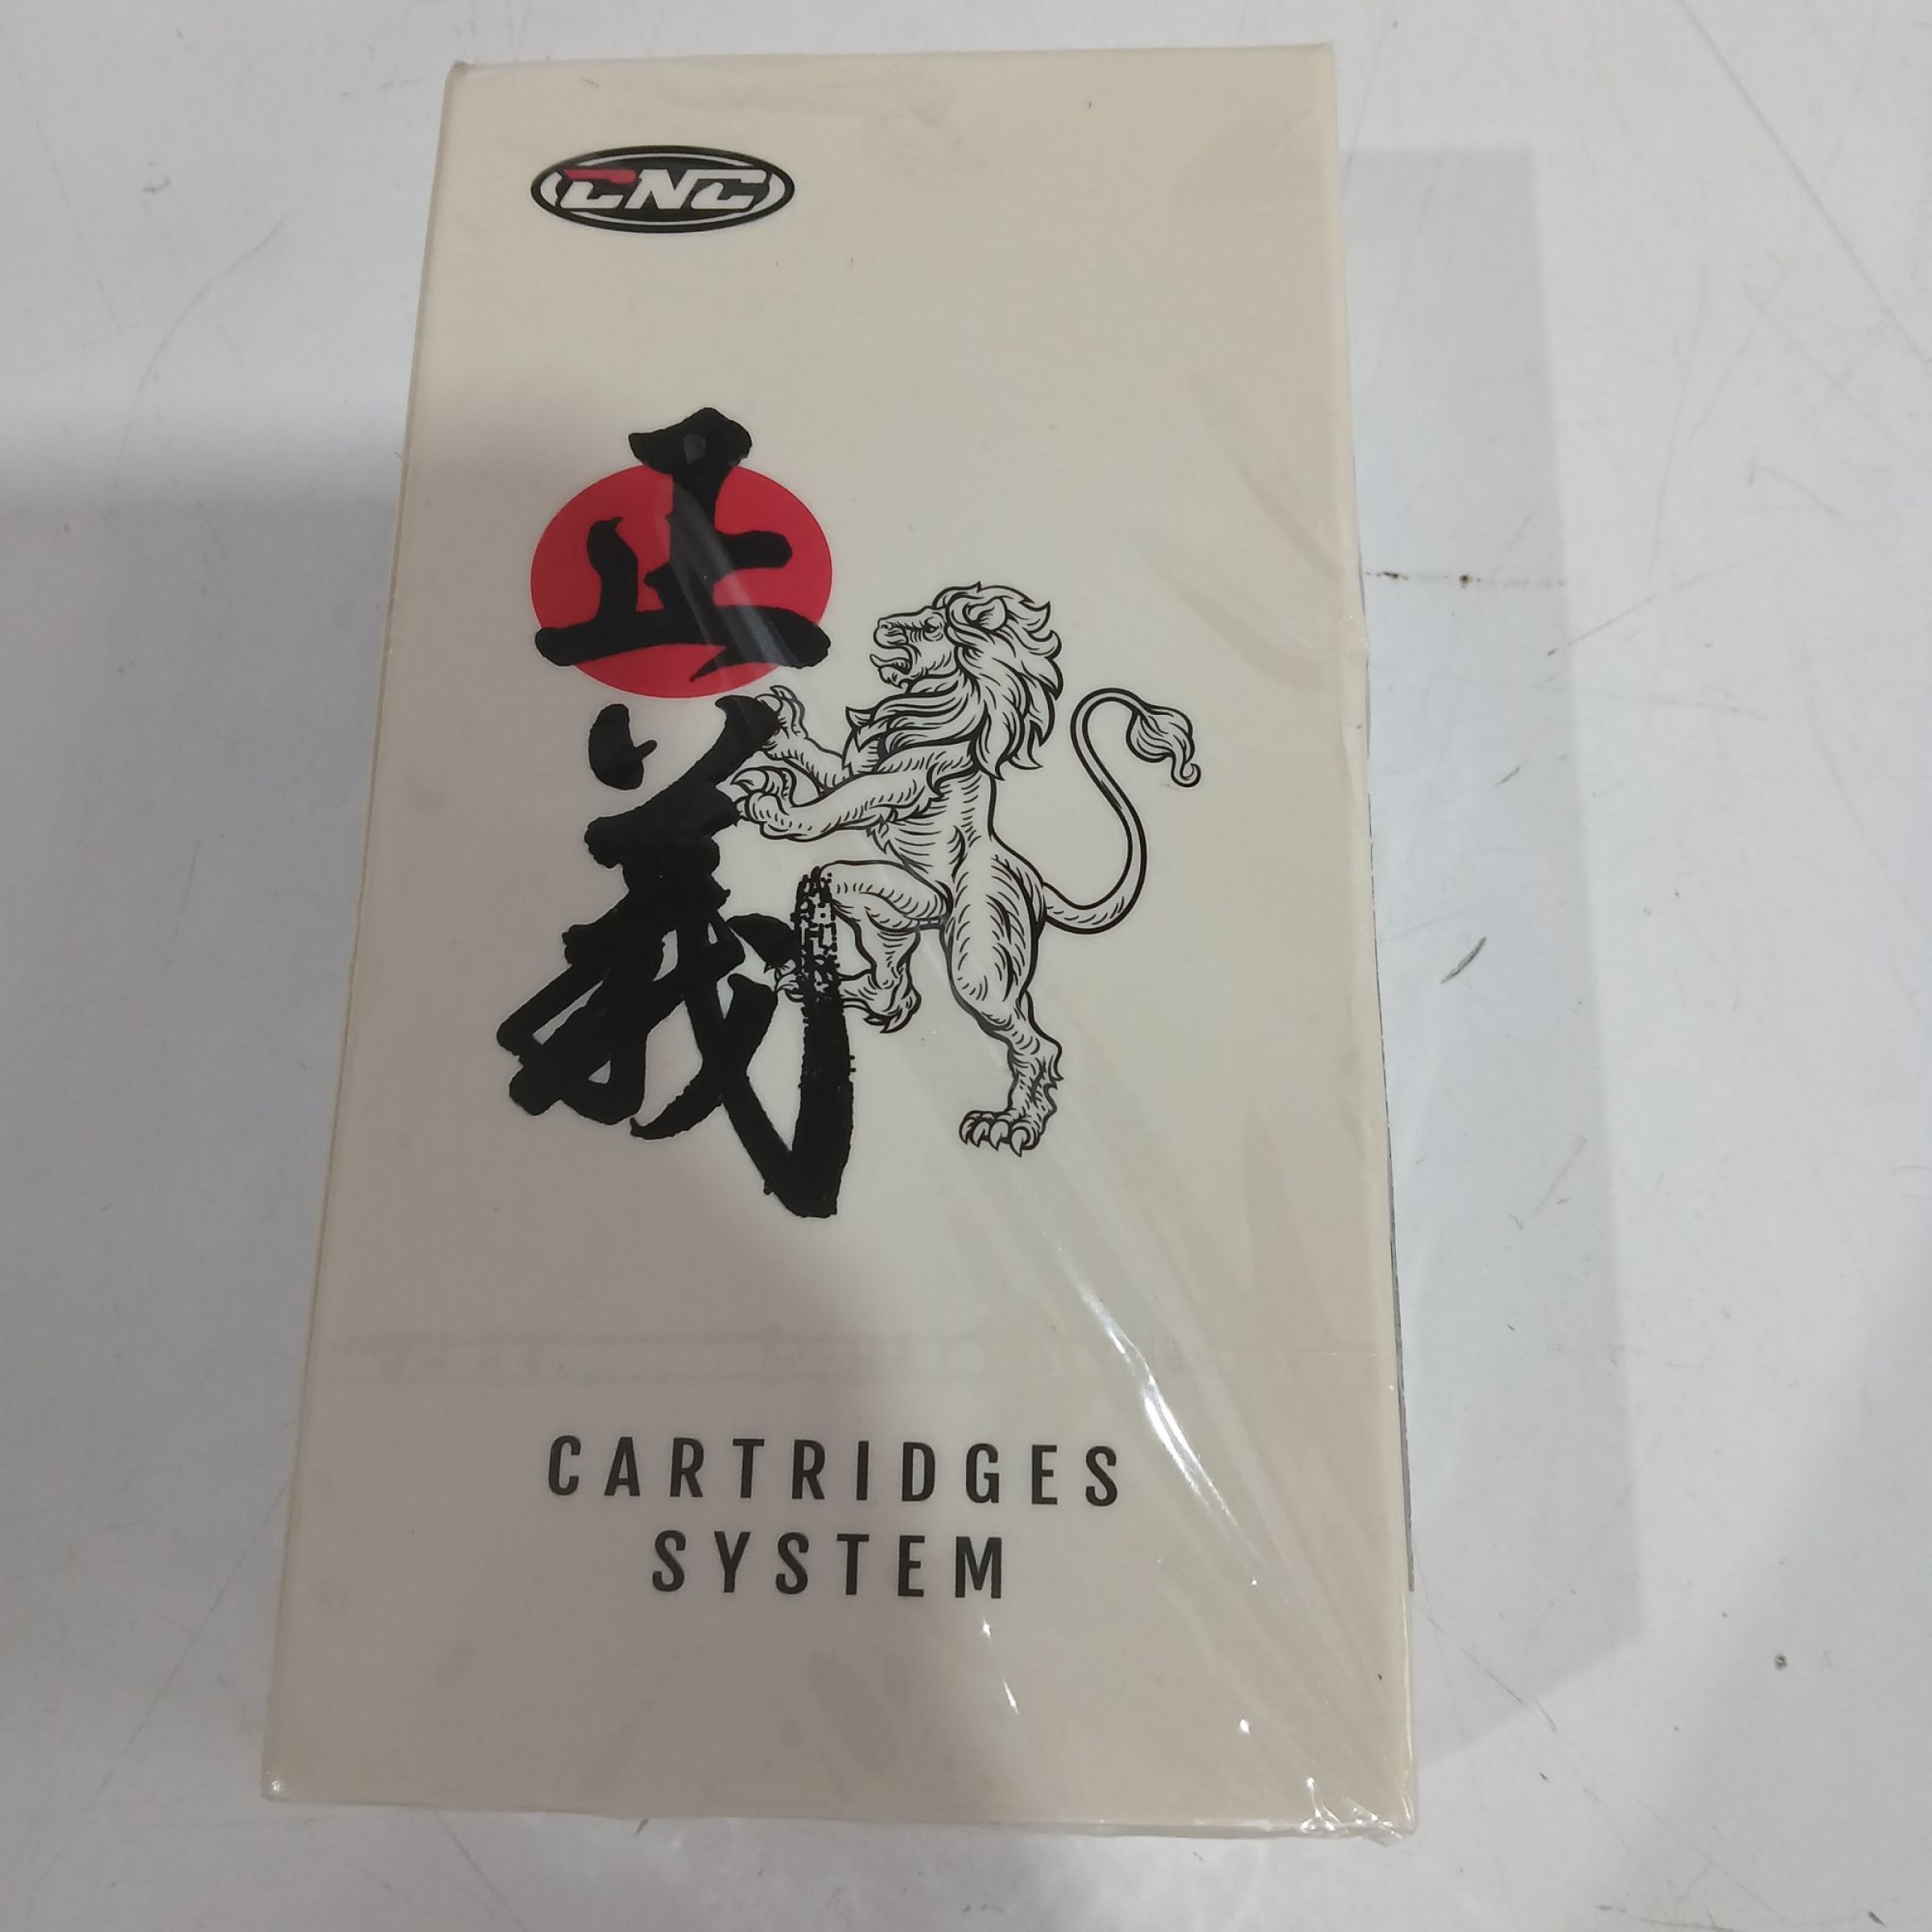 CNC
正
義
CARTRIDGES
SYSTEM